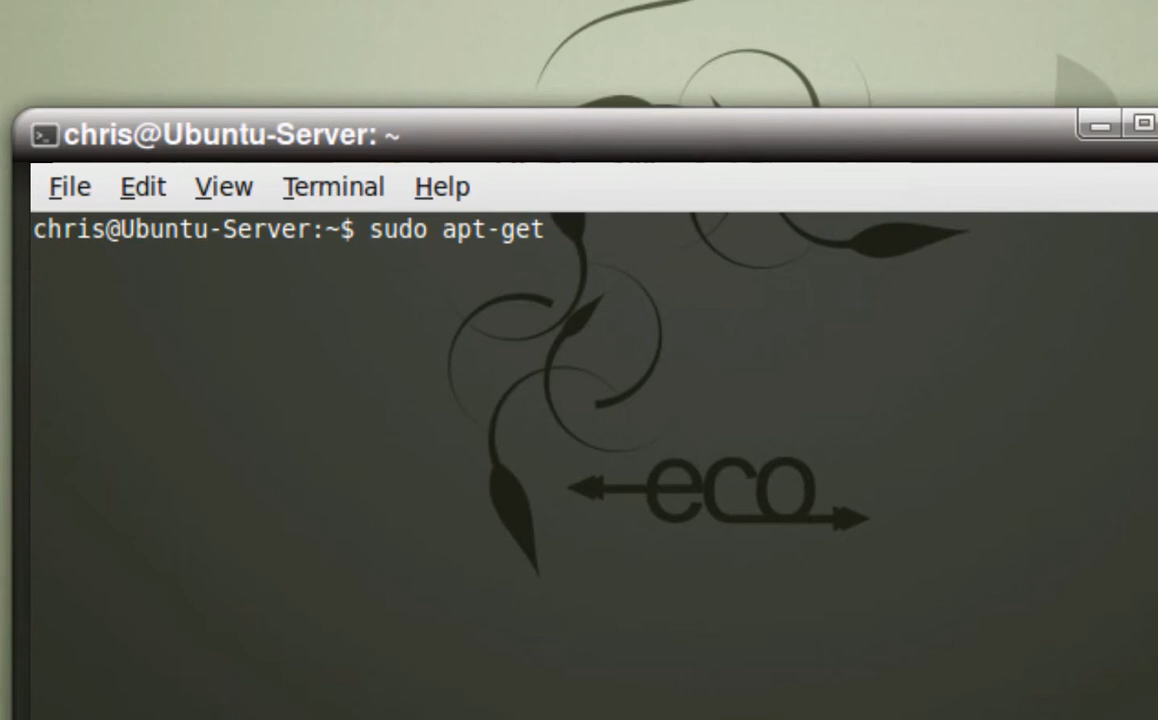 chris@Ubuntu-Server: ~
File Edit View Terminal Help
chris@Ubuntu-Server:~$ sudo apt-get
eco